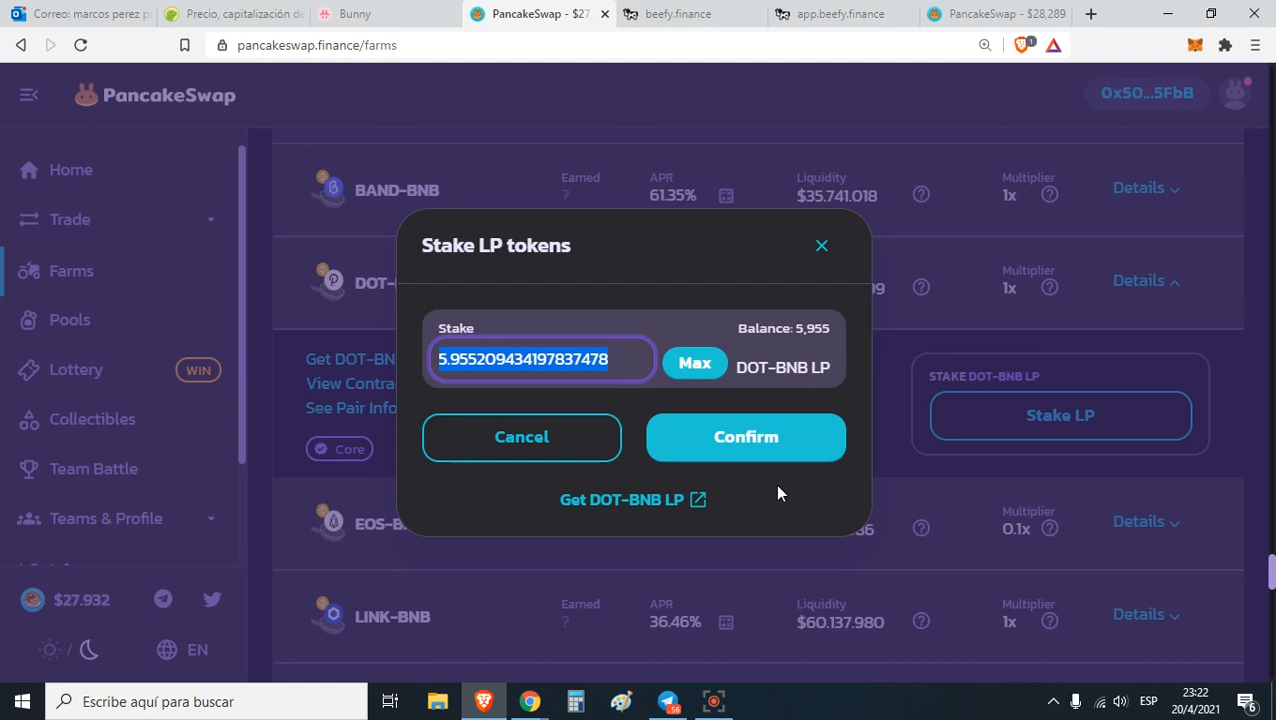 Correo: marcos perez p
Precio, capitalización de
Bunny
PancakeSwap - $27,
beefy.finance
app.beefy.finance
PancakeSwap - $28,289
pancakeswap.finance/farms
1
PancakeSwap
0x50...5FbB
Home
Trade
Farms
Pools
Lottery
WIN
Collectibles
Team Battle
Teams & Profile
$27.932
EN
BAND-BNB
Earned
?
APR
61.35%
Liquidity
$35.741.018
Multiplier
1x
Details
DOT-
Multiplier
1x
Details
Get DOT-BN
View Contra
See Pair Info
Core
STAKE DOT-BNB LP
Stake LP
Stake LP tokens
Stake
Balance: 5,955
5.955209434197837478
Max
DOT-BNB LP
Cancel
Confirm
Get DOT-BNB LP
EOS-B
Multiplier
0.1x
Details
LINK-BNB
Earned
?
APR
36.46%
Liquidity
$60.137.980
Multiplier
1x
Details
Escribe aquí para buscar
56
ESP
23:22
20/4/2021
6